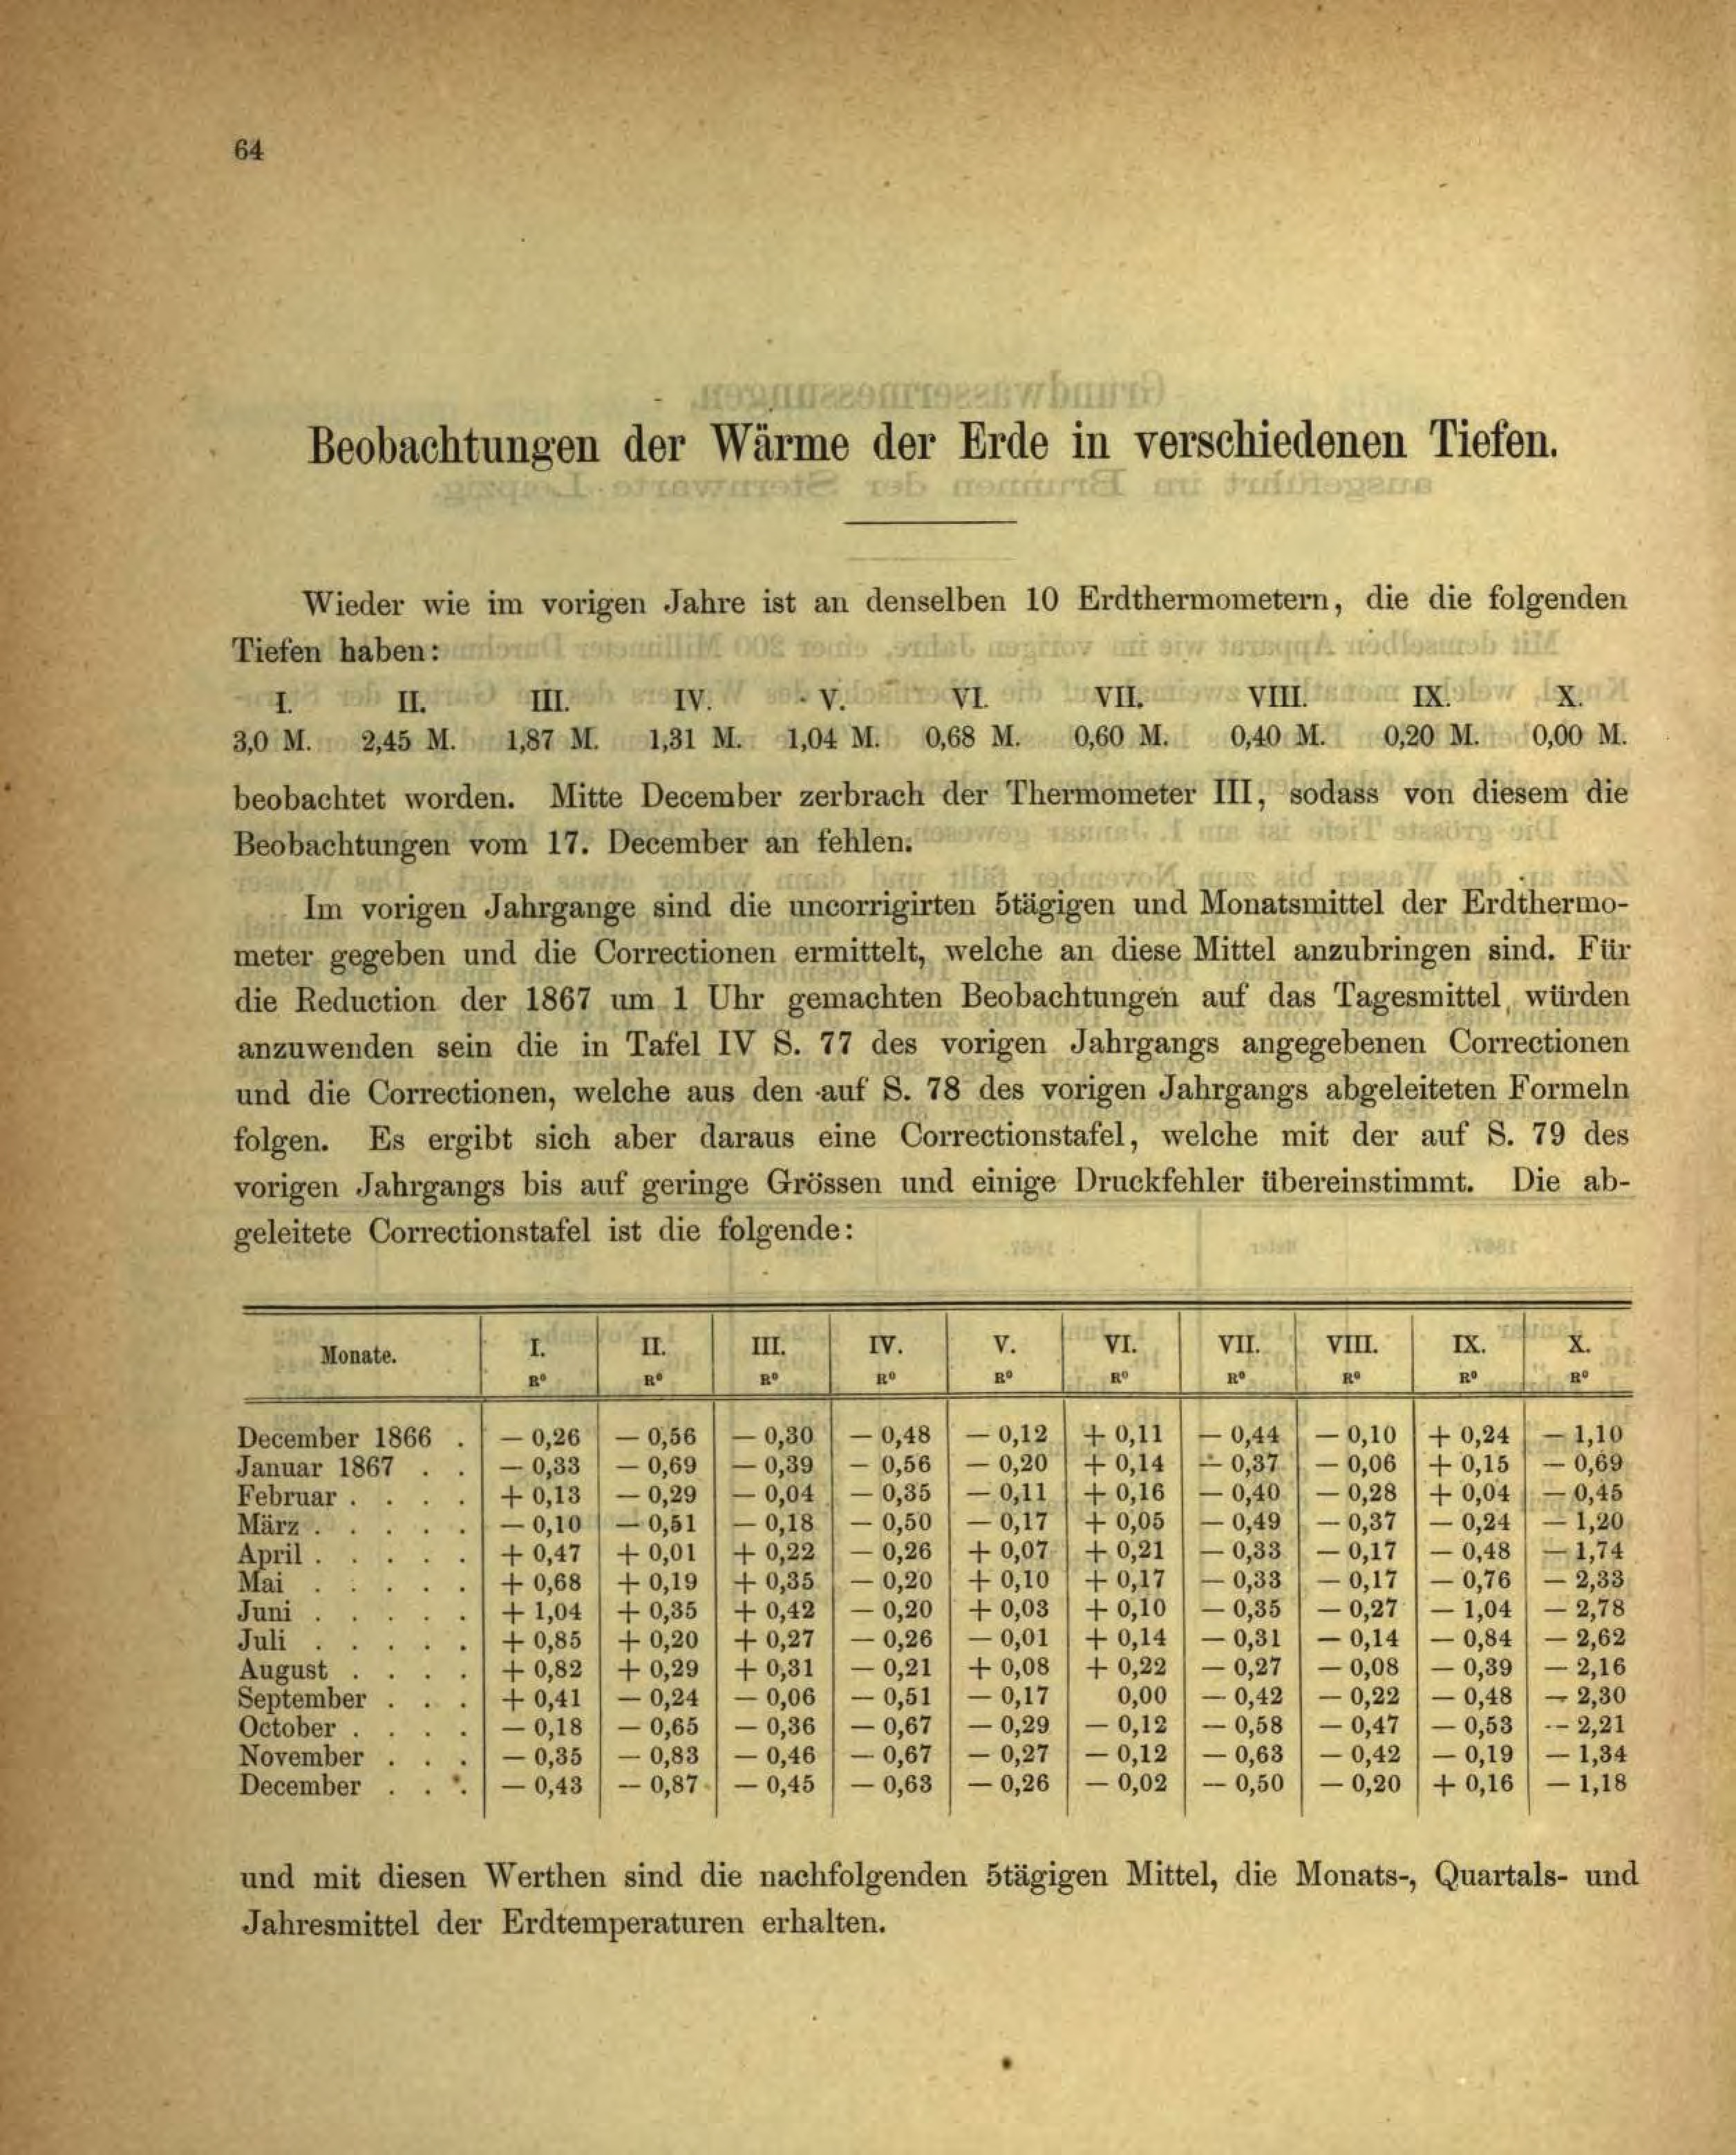 64
Beobachtungen der Wärme der Erde in verschiedenen Tiefen.
Wieder wie im vorigen Jahre ist an denselben 10 Erdthermometern, die die folgenden
Tiefen haben:
I. II. III. IV. V. VI. VII. VIII. IX. X.
3,0 M. 2,45 M. 1,87 M. 1,31 M. 1,04 M. 0,68 M. 0,60 M. 0,40 M. 0,20 M. 0,00 M.
beobachtet worden. Mitte December zerbrach der Thermometer III, sodass von diesem die
Beobachtungen vom 17. December an fehlen.
Im vorigen Jahrgange sind die uncorrigirten 5tägigen und Monatsmittel der Erdthermo-
meter gegeben und die Correctionen ermittelt, welche an diese Mittel anzubringen sind. Für
die Reduction der 1867 um 1 Uhr gemachten Beobachtungen auf das Tagesmittel würden
anzuwenden sein die in Tafel IV S. 77 des vorigen Jahrgangs angegebenen Correctionen
und die Correctionen, welche aus den auf S. 78 des vorigen Jahrgangs abgeleiteten Formeln
folgen. Es ergibt sich aber daraus eine Correctionstafel, welche mit der auf S. 79 des
vorigen Jahrgangs bis auf geringe Grössen und einige Druckfehler übereinstimmt. Die ab-
geleitete Correctionstafel ist die folgende:
Monate. I. II. III. IV. V. VI. VII. VIII. IX. X.
R⁰ R⁰ R⁰ R⁰ R⁰ R⁰ R⁰ R⁰ R⁰ R⁰
December 1866 . — 0,26 — 0,56 — 0,30 — 0,48 — 0,12 + 0,11 — 0,44 — 0,10 + 0,24 — 1,10
Januar 1867 . . — 0,33 — 0,69 — 0,39 — 0,56 — 0,20 + 0,14 — 0,37 — 0,06 + 0,15 — 0,69
Februar . . . . + 0,13 — 0,29 — 0,04 — 0,35 — 0,11 + 0,16 — 0,40 — 0,28 + 0,04 — 0,45
März . . . . . — 0,10 — 0,51 — 0,18 — 0,50 — 0,17 + 0,05 — 0,49 — 0,37 — 0,24 — 1,20
April . . . . . + 0,47 + 0,01 + 0,22 — 0,26 + 0,07 + 0,21 — 0,33 — 0,17 — 0,48 — 1,74
Mai . . . . . + 0,68 + 0,19 + 0,35 — 0,20 + 0,10 + 0,17 — 0,33 — 0,17 — 0,76 — 2,33
Juni . . . . . + 1,04 + 0,35 + 0,42 — 0,20 + 0,03 + 0,10 — 0,35 — 0,27 — 1,04 — 2,78
Juli . . . . . + 0,85 + 0,20 + 0,27 — 0,26 — 0,01 + 0,14 — 0,31 — 0,14 — 0,84 — 2,62
August . . . . + 0,82 + 0,29 + 0,31 — 0,21 + 0,08 + 0,22 — 0,27 — 0,08 — 0,39 — 2,16
September . . . + 0,41 — 0,24 — 0,06 — 0,51 — 0,17 0,00 — 0,42 — 0,22 — 0,48 — 2,30
October . . . . — 0,18 — 0,65 — 0,36 — 0,67 — 0,29 — 0,12 — 0,58 — 0,47 — 0,53 — 2,21
November . . . — 0,35 — 0,83 — 0,46 — 0,67 — 0,27 — 0,12 — 0,63 — 0,42 — 0,19 — 1,34
December . . . — 0,43 — 0,87 — 0,45 — 0,63 — 0,26 — 0,02 — 0,50 — 0,20 + 0,16 — 1,18
und mit diesen Werthen sind die nachfolgenden 5tägigen Mittel, die Monats-, Quartals- und
Jahresmittel der Erdtemperaturen erhalten.